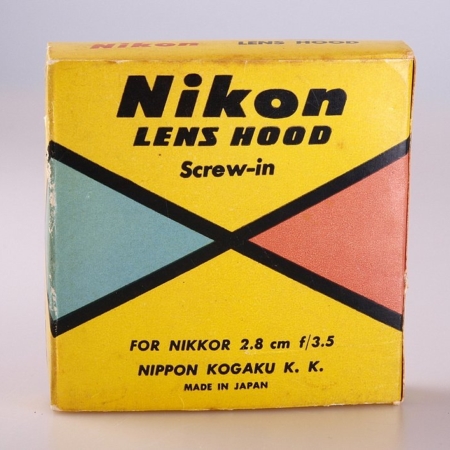 Nikon LENS HOOD
Nikon
LENS HOOD
Screw-in
FOR NIKKOR 2.8 cm f/3.5
NIPPON KOGAKU K. K.
MADE IN JAPAN